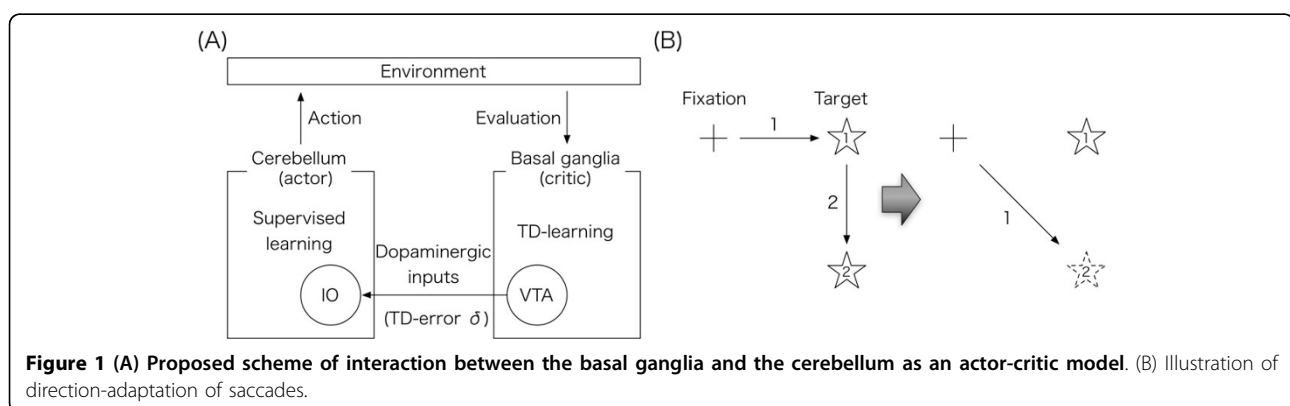 (A)
Environment
Action
Evaluation
Cerebellum
(actor)
Basal ganglia
(critic)
Supervised
learning
TD-learning
Dopaminergic
inputs
IO
VTA
(TD-error δ)
(B)
Fixation
Target
1
1
2
2
1
1
2
Figure 1 (A) Proposed scheme of interaction between the basal ganglia and the cerebellum as an actor-critic model. (B) Illustration of
direction-adaptation of saccades.